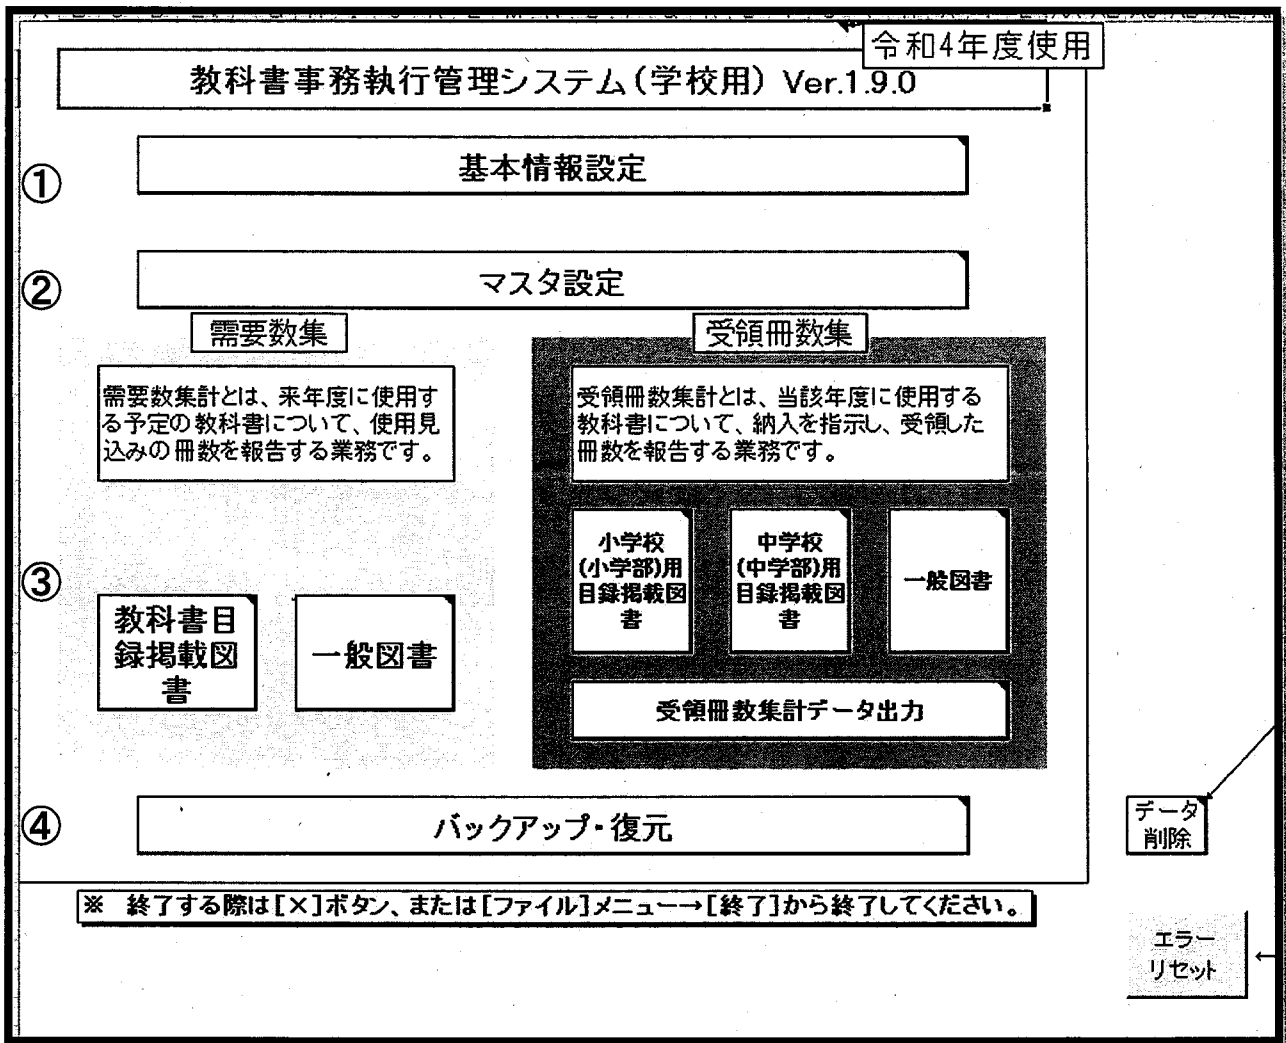 令和4年度使用
教科書事務執行管理システム(学校用) Ver.1.9.0
①
基本情報設定
②
マスタ設定
需要数集
需要数集計とは、来年度に使用す
る予定の教科書について、使用見
込みの冊数を報告する業務です。
受領冊数集
受領冊数集計とは、当該年度に使用する
教科書について、納入を指示し、受領した
冊数を報告する業務です。
③
教科書目
録掲載図
書
一般図書
小学校
(小学部)用
目録掲載図
書
中学校
(中学部)用
目録掲載図
書
一般図書
受領冊数集計データ出力
④
バックアップ・復元
データ
削除
※ 終了する際は[×]ボタン、または[ファイル]メニュー→[終了]から終了してください。
エラー
リセット